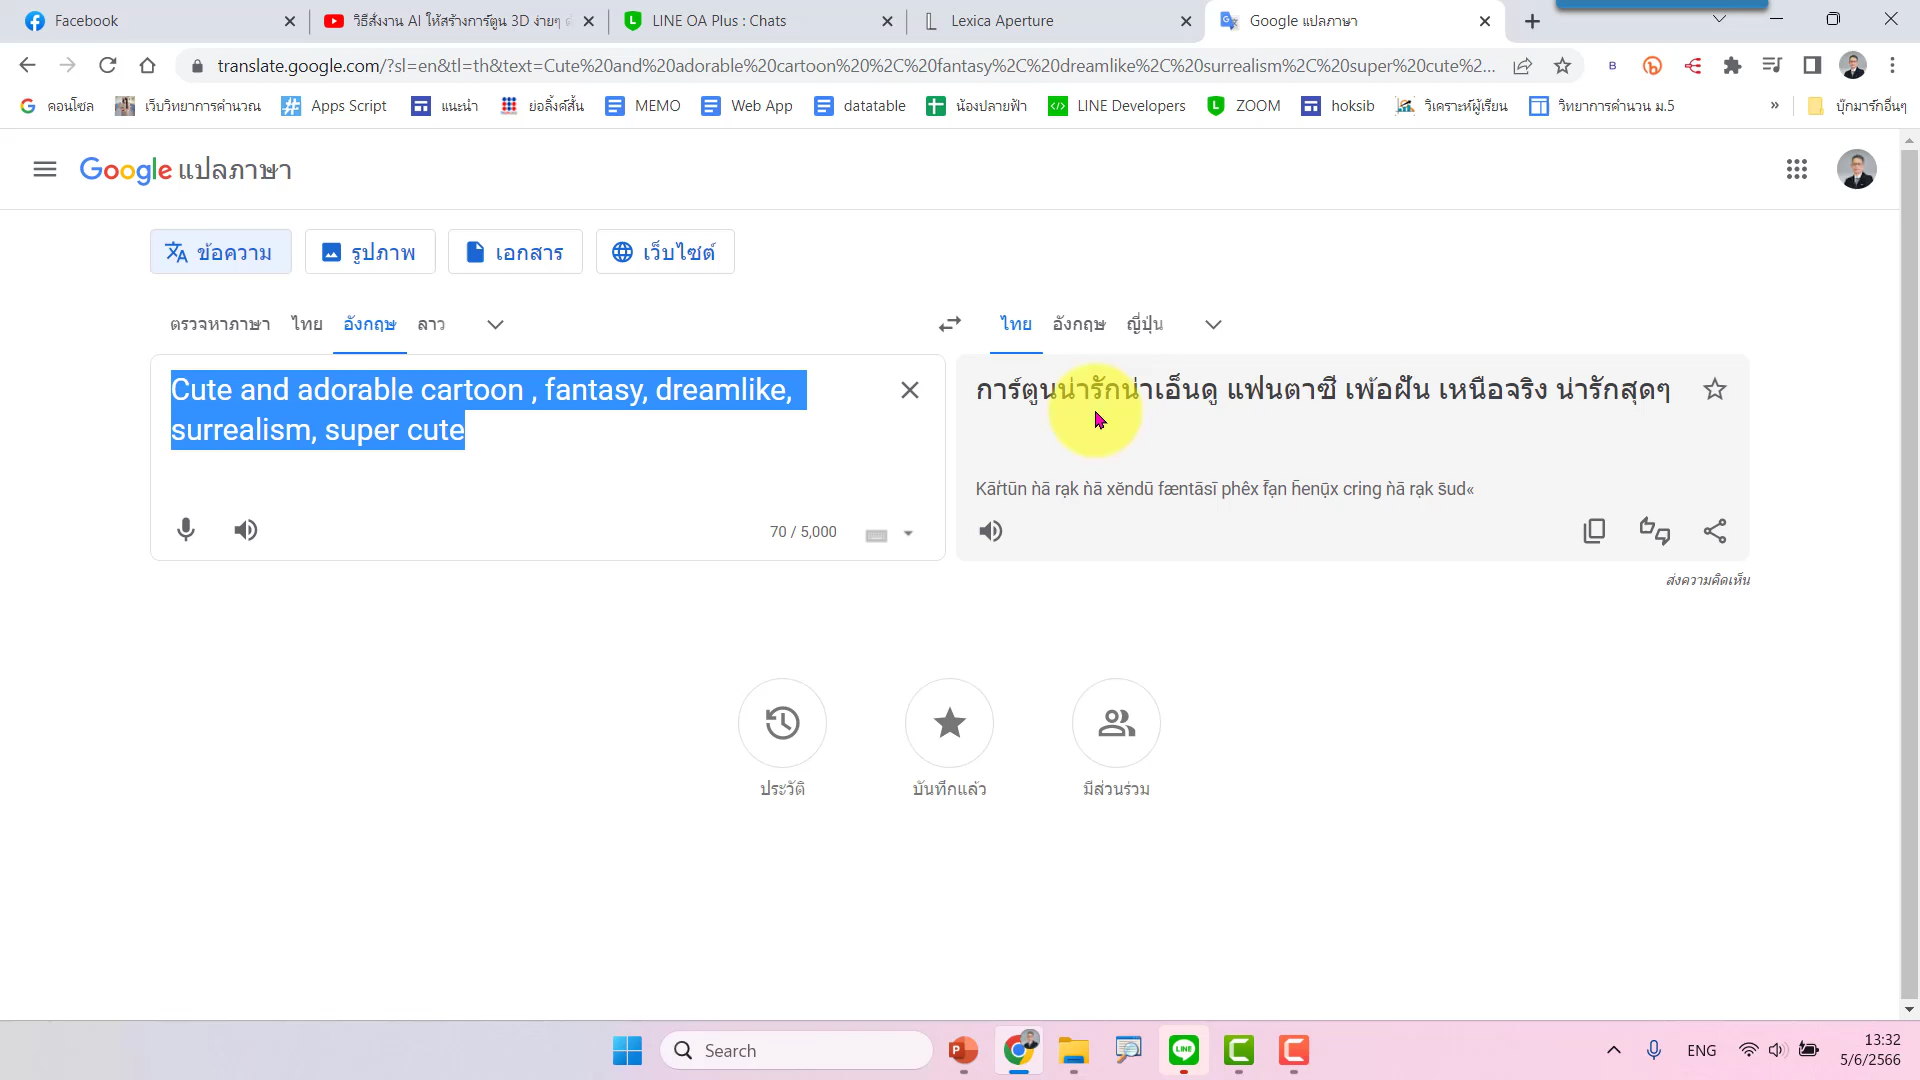 Facebook
วิธีสั่งงาน AI ให้สร้างการ์ตูน 3D ง่ายๆ
LINE OA Plus : Chats
Lexica Aperture
Google แปลภาษา
translate.google.com/?sl=en&tl=th&text=Cute%20and%20adorable%20cartoon%20%2C%20fantasy%2C%20dreamlike%2C%20surrealism%2C%20super%20cute%2...
คอนโซล
เว็บวิทยาการคำนวณ
Apps Script
แนะนำ
ย่อลิ้งค์สั้น
MEMO
Web App
datatable
น้องปลายฟ้า
LINE Developers
ZOOM
hoksib
วิเคราะห์ผู้เรียน
วิทยาการคำนวน ม.5
»
บุ๊กมาร์กอื่นๆ
Google แปลภาษา
ข้อความ
รูปภาพ
เอกสาร
เว็บไซต์
ตรวจหาภาษา ไทย อังกฤษ ลาว
ไทย อังกฤษ ญี่ปุ่น
Cute and adorable cartoon , fantasy, dreamlike,
surrealism, super cute
การ์ตูนน่ารักน่าเอ็นดู แฟนตาซี เพ้อฝัน เหนือจริง น่ารักสุดๆ
Kār̒tūn ǹā rạk ǹā xĕndū fæntāsī phêx f̄ạn h̄enụ̄x cring ǹā rạk s̄ud«
70 / 5,000
ส่งความคิดเห็น
ประวัติ
บันทึกแล้ว
มีส่วนร่วม
Search
ENG
13:32
5/6/2566